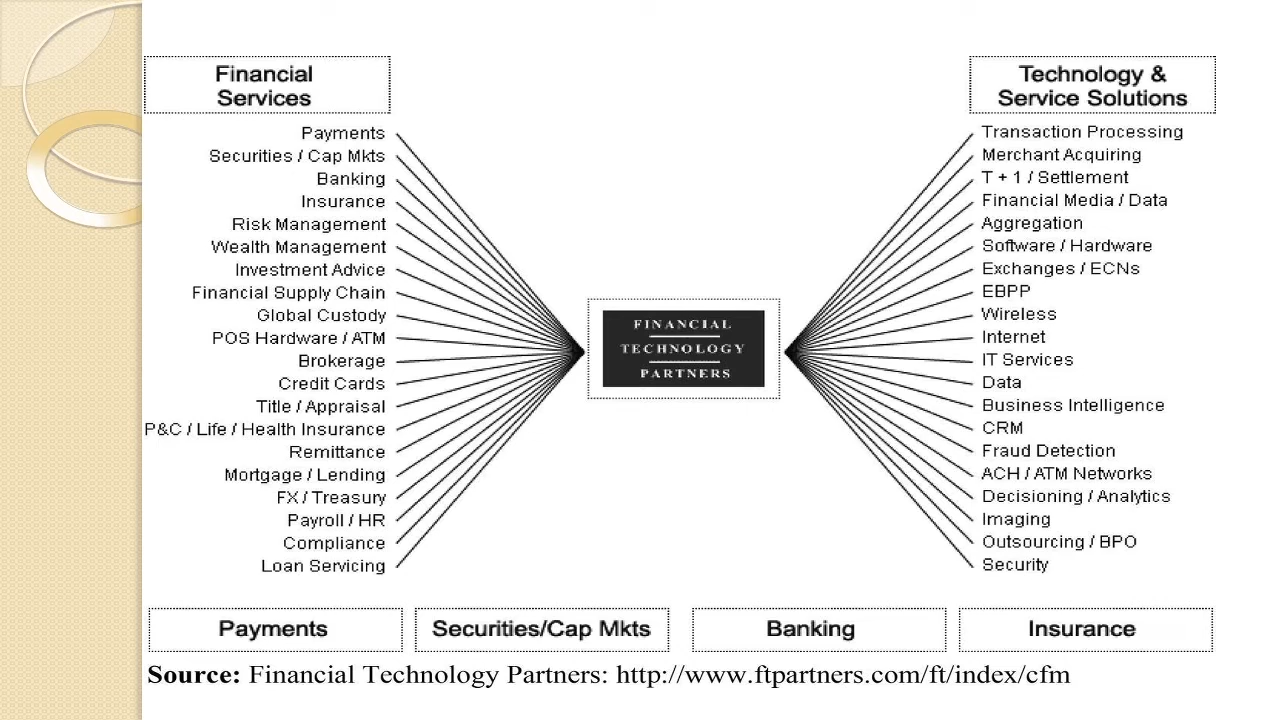 Financial
Services
Payments
Securities / Cap Mkts
Banking
Insurance
Risk Management
Wealth Management
Investment Advice
Financial Supply Chain
Global Custody
POS Hardware / ATM
Brokerage
Credit Cards
Title / Appraisal
P&C / Life / Health Insurance
Remittance
Mortgage / Lending
FX / Treasury
Payroll / HR
Compliance
Loan Servicing
FINANCIAL
TECHNOLOGY
PARTNERS
Technology &
Service Solutions
Transaction Processing
Merchant Acquiring
T + 1 / Settlement
Financial Media / Data
Aggregation
Software / Hardware
Exchanges / ECNs
EBPP
Wireless
Internet
IT Services
Data
Business Intelligence
CRM
Fraud Detection
ACH / ATM Networks
Decisioning / Analytics
Imaging
Outsourcing / BPO
Security
Payments
Securities/Cap Mkts
Banking
Insurance
Source: Financial Technology Partners: http://www.ftpartners.com/ft/index/cfm